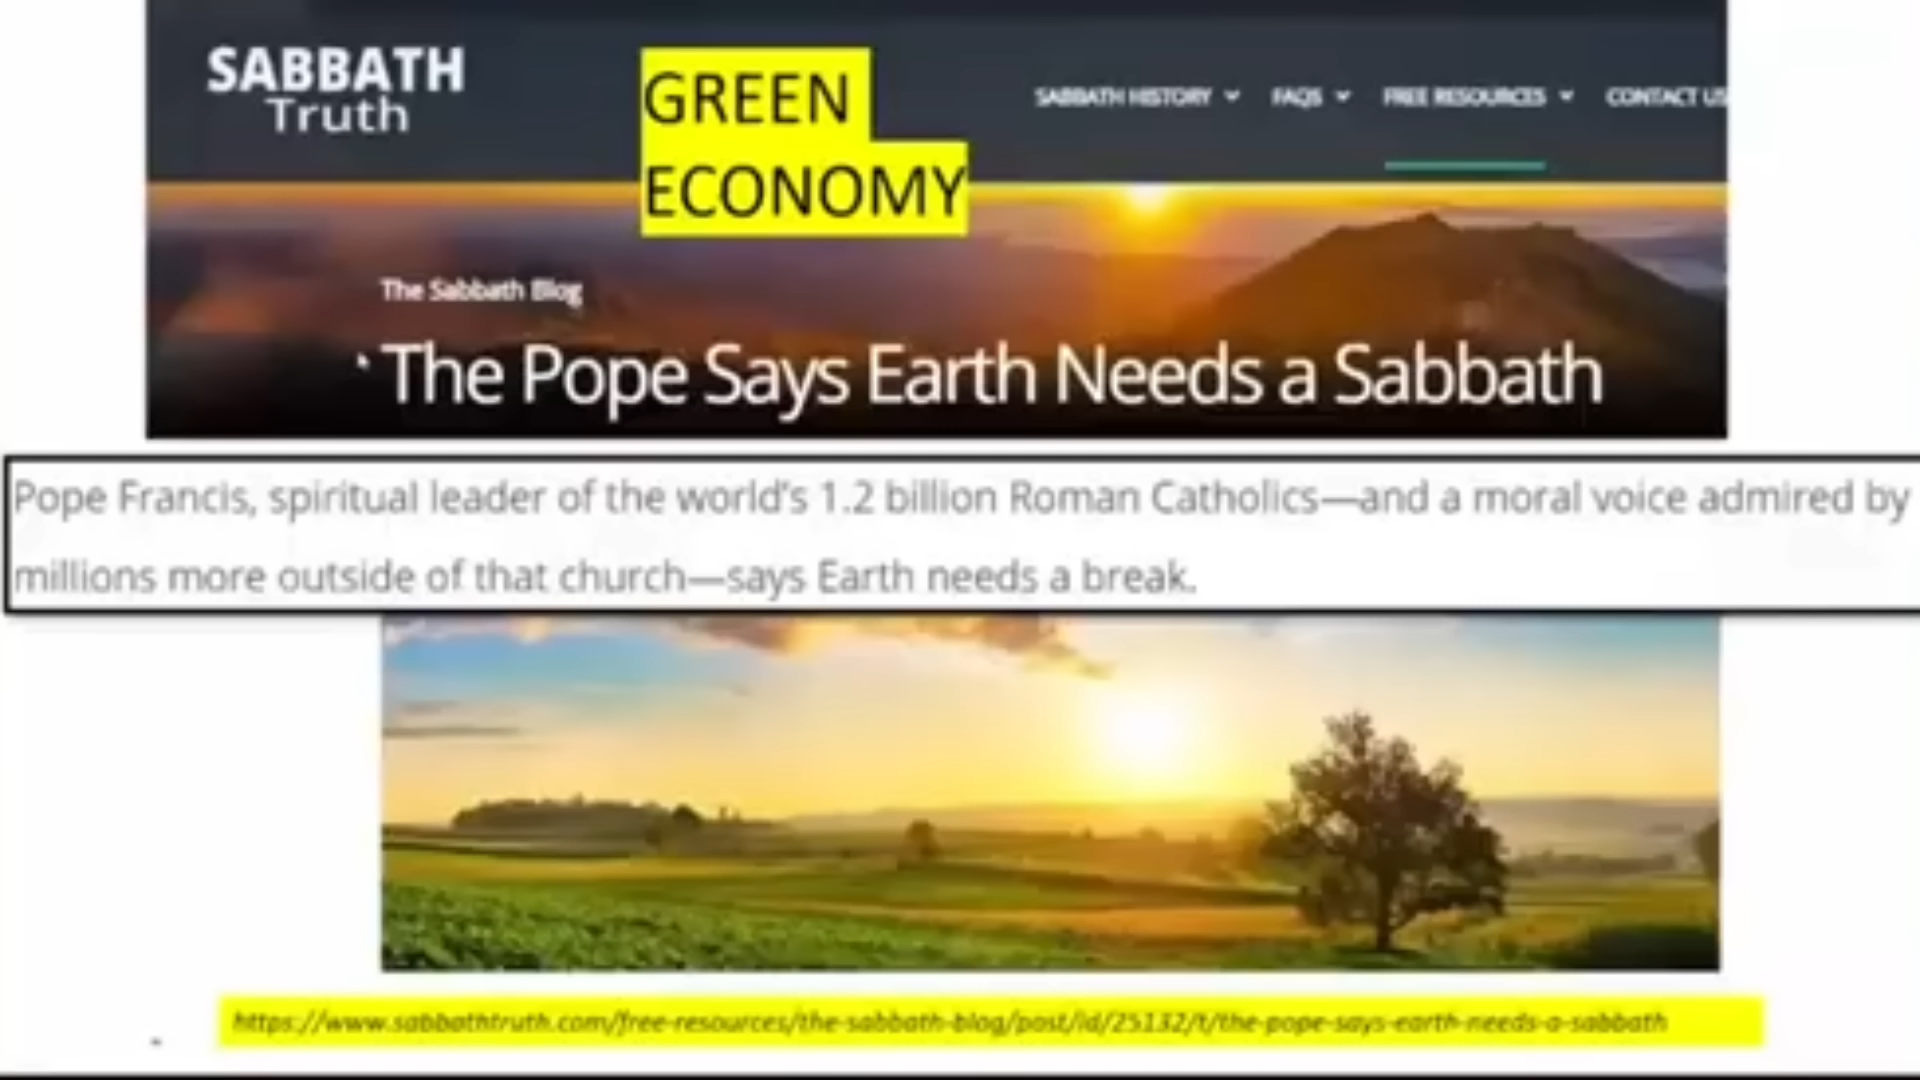 SABBATH
Truth
GREEN
ECONOMY
SABBATH HISTORY
FAQS
FREE RESOURCES
CONTACT US
The Sabbath Blog
The Pope Says Earth Needs a Sabbath
Pope Francis, spiritual leader of the world's 1.2 billion Roman Catholics—and a moral voice admired by
millions more outside of that church—says Earth needs a break.
https://www.sabbathtruth.com/free-resources/the-sabbath-blog/post/id/25132/t/the-pope-says-earth-needs-a-sabbath